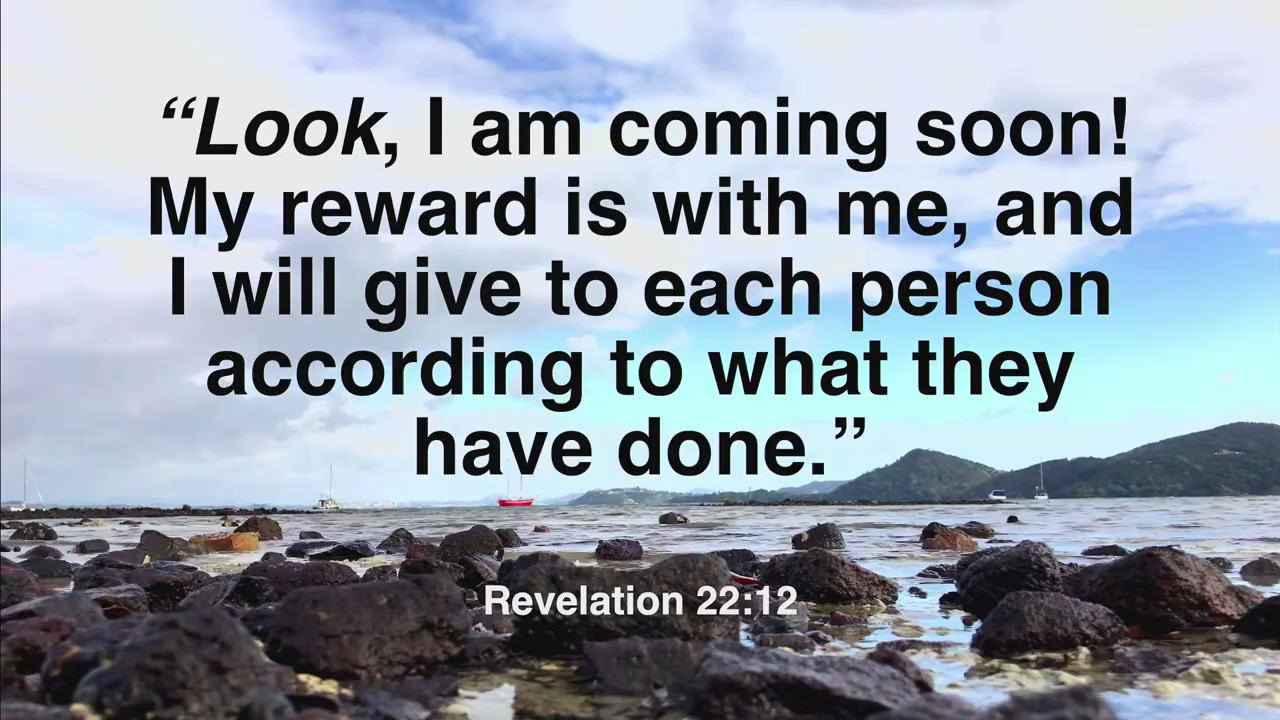 “Look, I am coming soon!
My reward is with me, and
I will give to each person
according to what they
have done.”
Revelation 22:12